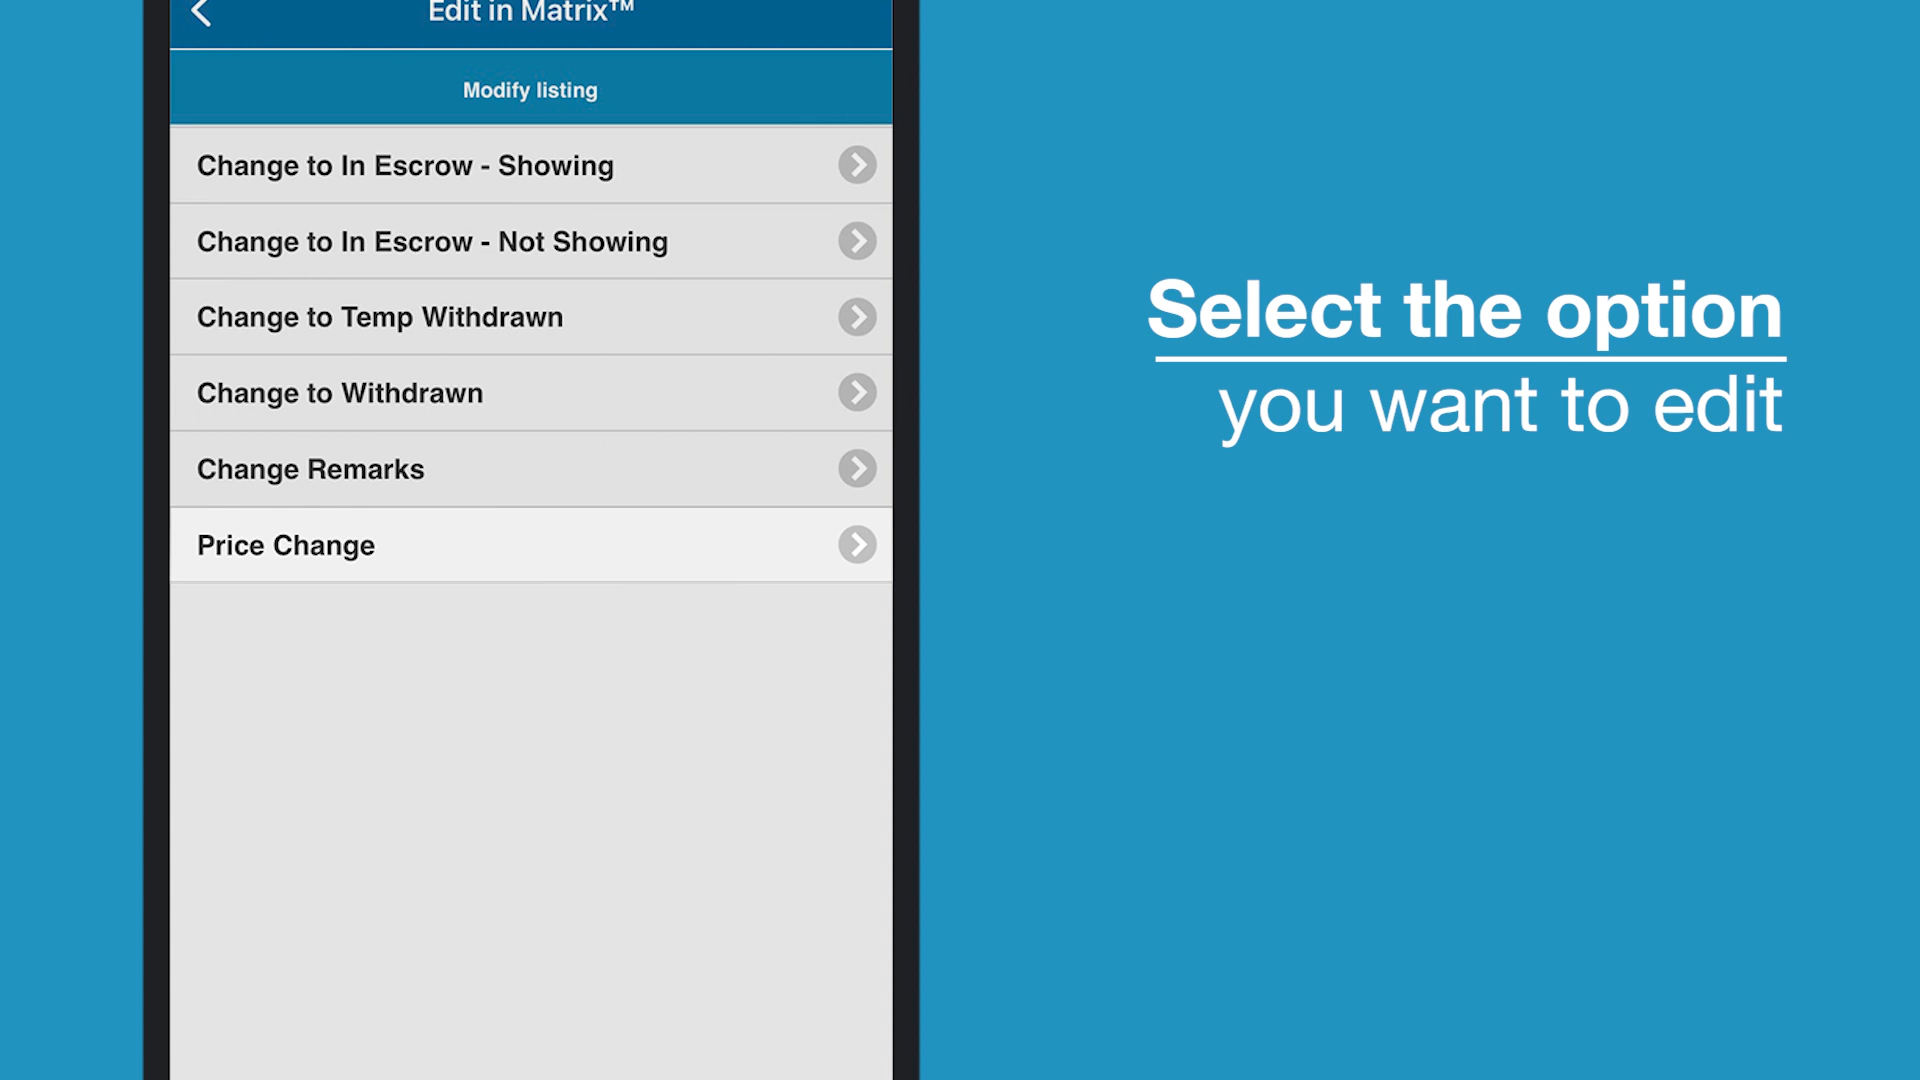 Edit in Matrix™
Modify listing
Change to In Escrow - Showing
Change to In Escrow - Not Showing
Change to Temp Withdrawn
Change to Withdrawn
Change Remarks
Price Change
Select the option
you want to edit